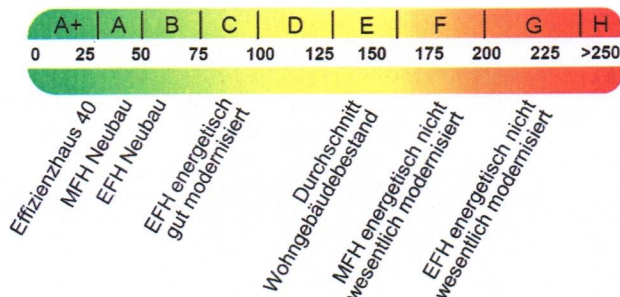 A+ A B C D E F G H
0 25 50 75 100 125 150 175 200 225 >250
Effizienzhaus 40
MFH Neubau
EFH Neubau
EFH energetisch
gut modernisiert
Durchschnitt
Wohngebäudebestand
MFH energetisch nicht
wesentlich modernisiert
EFH energetisch nicht
wesentlich modernisiert